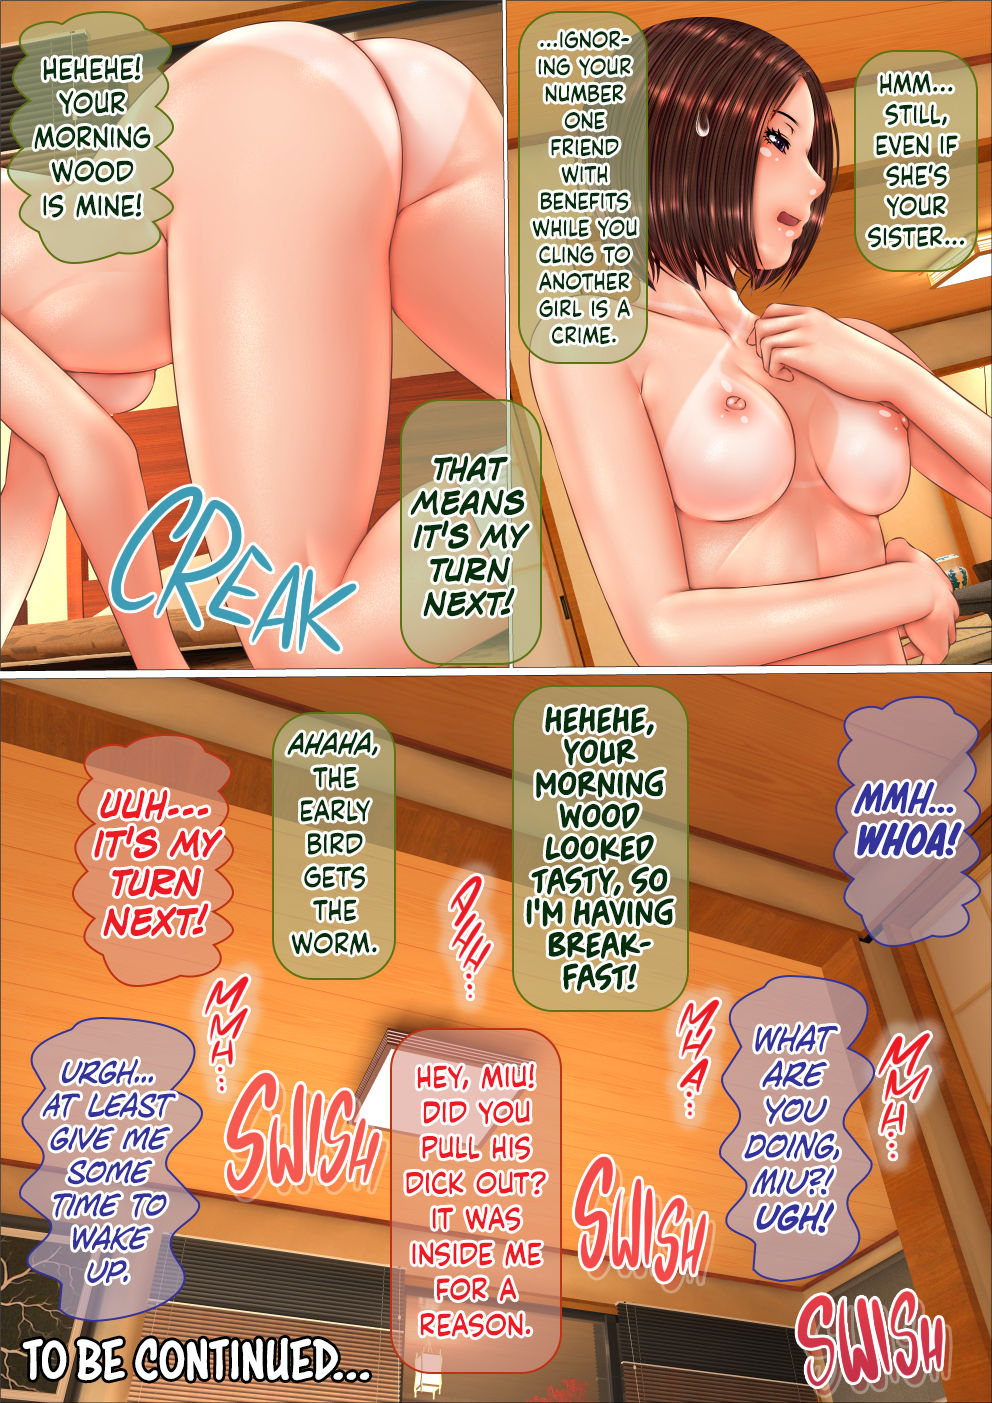 HMM...
STILL,
EVEN IF
SHE'S
YOUR
SISTER...
...IGNOR-
ING YOUR
NUMBER
ONE
FRIEND
WITH
BENEFITS
WHILE YOU
CLING TO
ANOTHER
GIRL IS A
CRIME.
THAT
MEANS
IT'S MY
TURN
NEXT!
HEHEHE!
YOUR
MORNING
WOOD
IS MINE!
CREAK
MMH...
WHOA!
HEHEHE,
YOUR
MORNING
WOOD
LOOKED
TASTY, SO
I'M HAVING
BREAK-
FAST!
AHAHA,
THE
EARLY
BIRD
GETS
THE
WORM.
UUH---
IT'S MY
TURN
NEXT!
AHH...
MMH...
WHAT
ARE
YOU
DOING,
MIU?!
UGH!
MHA...
MMH...
HEY, MIU!
DID YOU
PULL HIS
DICK OUT?
IT WAS
INSIDE ME
FOR A
REASON.
URGH...
AT LEAST
GIVE ME
SOME
TIME TO
WAKE
UP.
SWISH
SWISH
SWISH
TO BE CONTINUED...